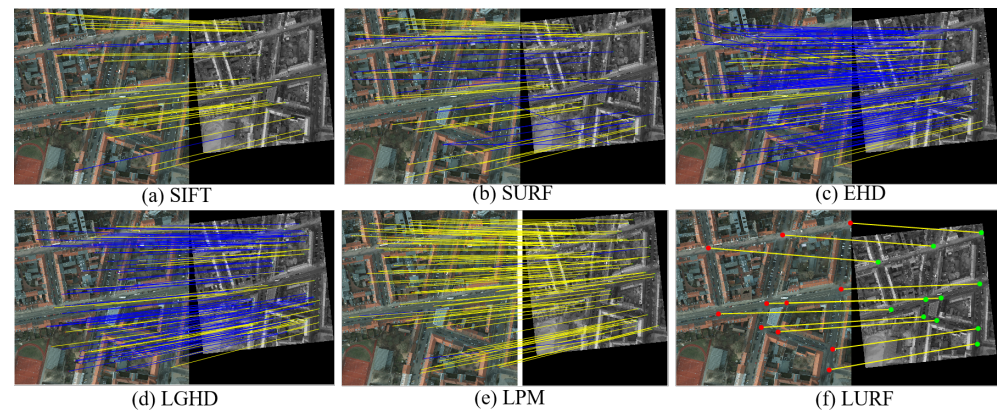 (a) SIFT
(b) SURF
(c) EHD
(d) LGHD
(e) LPM
(f) LURF